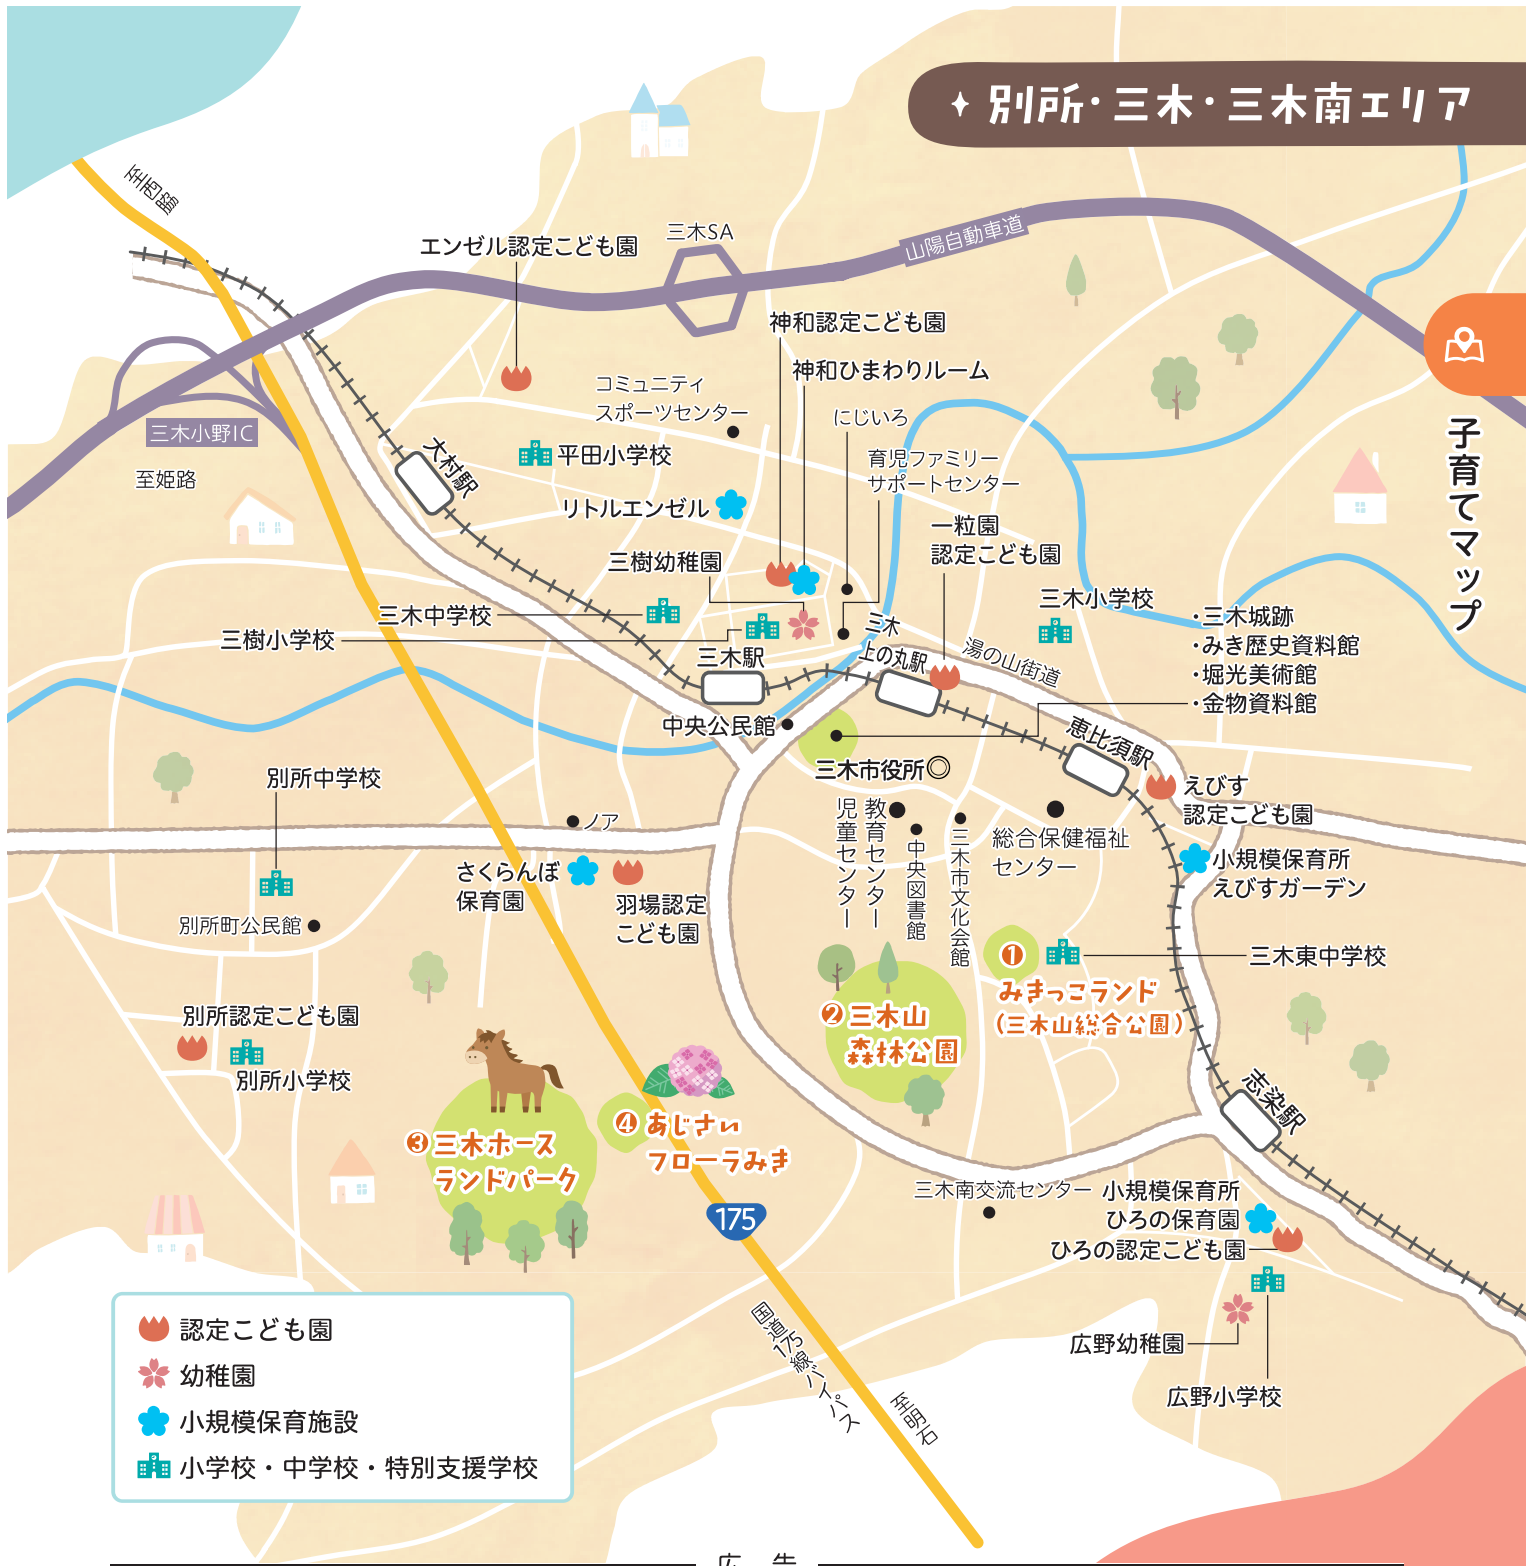 別所・三木・三木南エリア
子育てマップ
至西脇
エンゼル認定こども園
三木SA
山陽自動車道
神和認定こども園
神和ひまわりルーム
コミュニティ
スポーツセンター
にじいろ
三木小野IC
至姫路
大村駅
平田小学校
育児ファミリー
サポートセンター
リトルエンゼル
一粒園
認定こども園
三樹幼稚園
三木小学校
三木中学校
三樹小学校
・三木城跡
・みき歴史資料館
・堀光美術館
・金物資料館
三木駅
三木
上の丸駅
湯の山街道
中央公民館
恵比須駅
三木市役所◎
別所中学校
えびす
認定こども園
ノア
児童センター
教育センター
中央図書館
三木市文化会館
総合保健福祉
センター
小規模保育所
えびすガーデン
さくらんぼ
保育園
羽場認定
こども園
別所町公民館
三木東中学校
❶
みきっこランド
(三木山総合公園)
❷三木山
森林公園
別所認定こども園
別所小学校
❸三木ホース
ランドパーク
❹あじさい
フローラみき
志染駅
175
三木南交流センター
小規模保育所
ひろの保育園
ひろの認定こども園
国道175線バイパス
至明石
広野幼稚園
広野小学校
認定こども園
幼稚園
小規模保育施設
小学校・中学校・特別支援学校
広 告